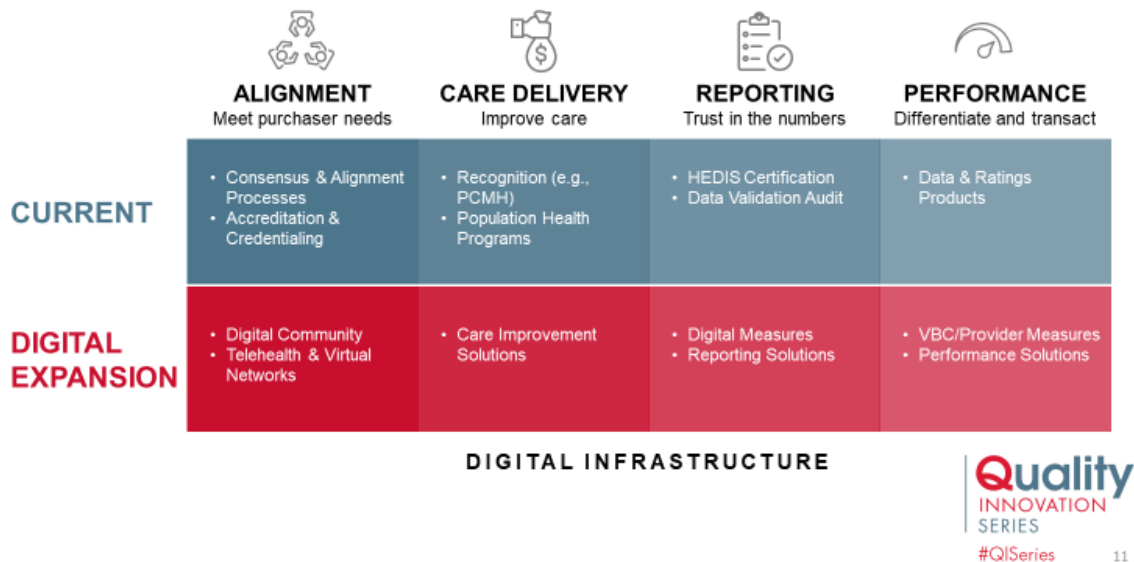 ALIGNMENT
Meet purchaser needs
CARE DELIVERY
Improve care
$
REPORTING
Trust in the numbers
PERFORMANCE
Differentiate and transact
CURRENT
• Consensus & Alignment
Processes
• Accreditation &
Credentialing
• Recognition (e.g.,
PCMH)
• Population Health
Programs
• HEDIS Certification
• Data Validation Audit
• Data & Ratings
Products
DIGITAL
EXPANSION
• Digital Community
• Telehealth & Virtual
Networks
• Care Improvement
Solutions
• Digital Measures
• Reporting Solutions
• VBC/Provider Measures
• Performance Solutions
DIGITAL INFRASTRUCTURE
Quality
INNOVATION
SERIES
#QISeries
11